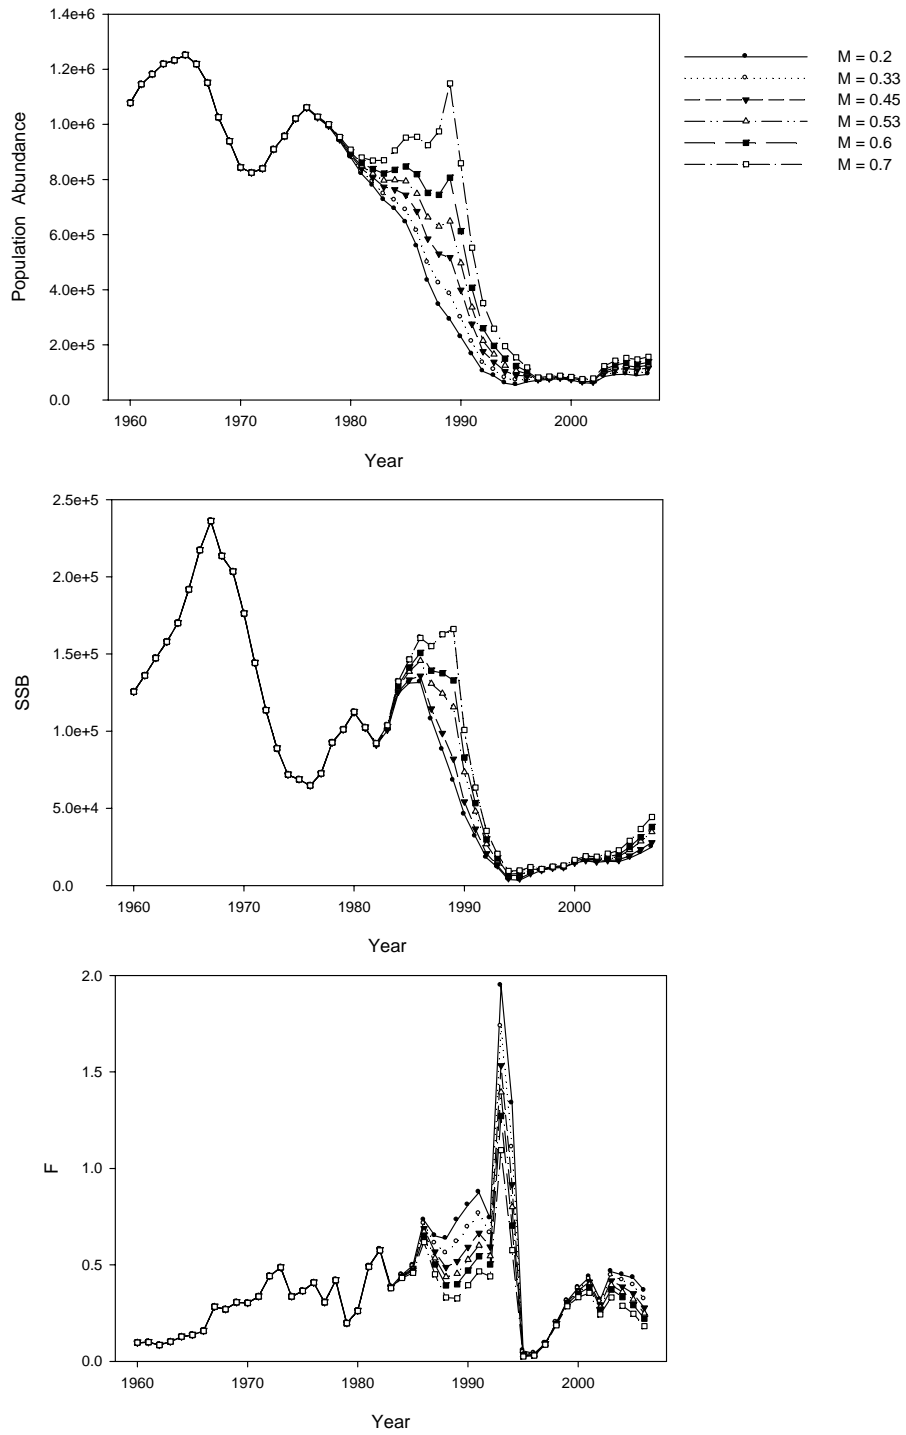 1.4e+6
1.2e+6
1.0e+6
8.0e+5
6.0e+5
4.0e+5
2.0e+5
0.0
Population Abundance
1960 1970 1980 1990 2000
Year
M = 0.2
M = 0.33
M = 0.45
M = 0.53
M = 0.6
M = 0.7
2.5e+5
2.0e+5
1.5e+5
1.0e+5
5.0e+4
0.0
SSB
1960 1970 1980 1990 2000
Year
2.0
1.5
1.0
0.5
0.0
F
1960 1970 1980 1990 2000
Year